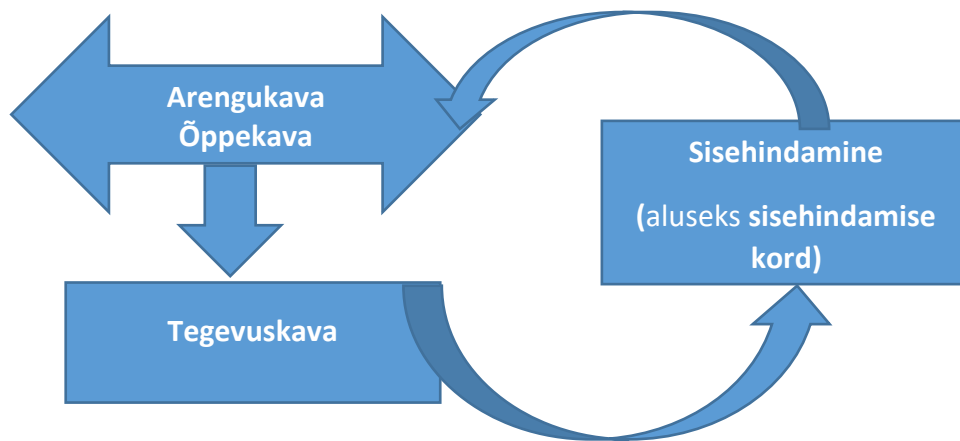 Arengukava
Õppekava
Sisehindamine
(aluseks sisehindamise
kord)
Tegevuskava